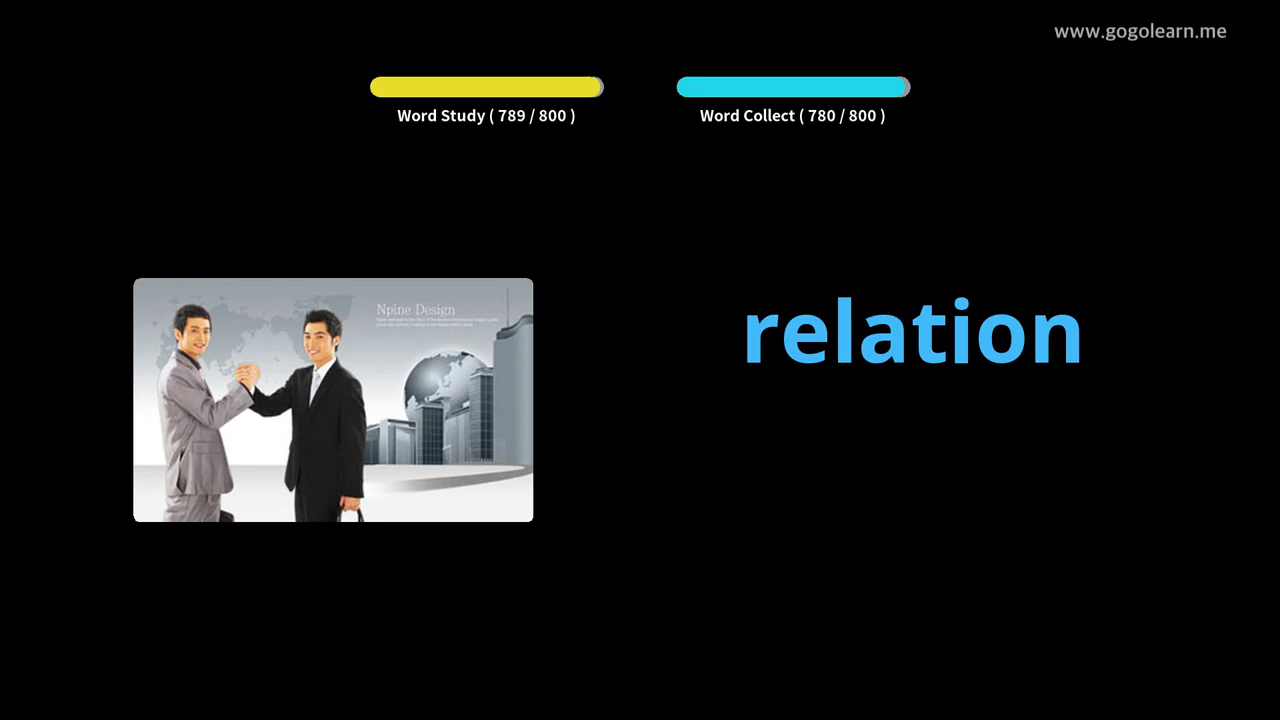 www.gogolearn.me
Word Study ( 789 / 800 )
Word Collect ( 780 / 800 )
Npine Design
relation